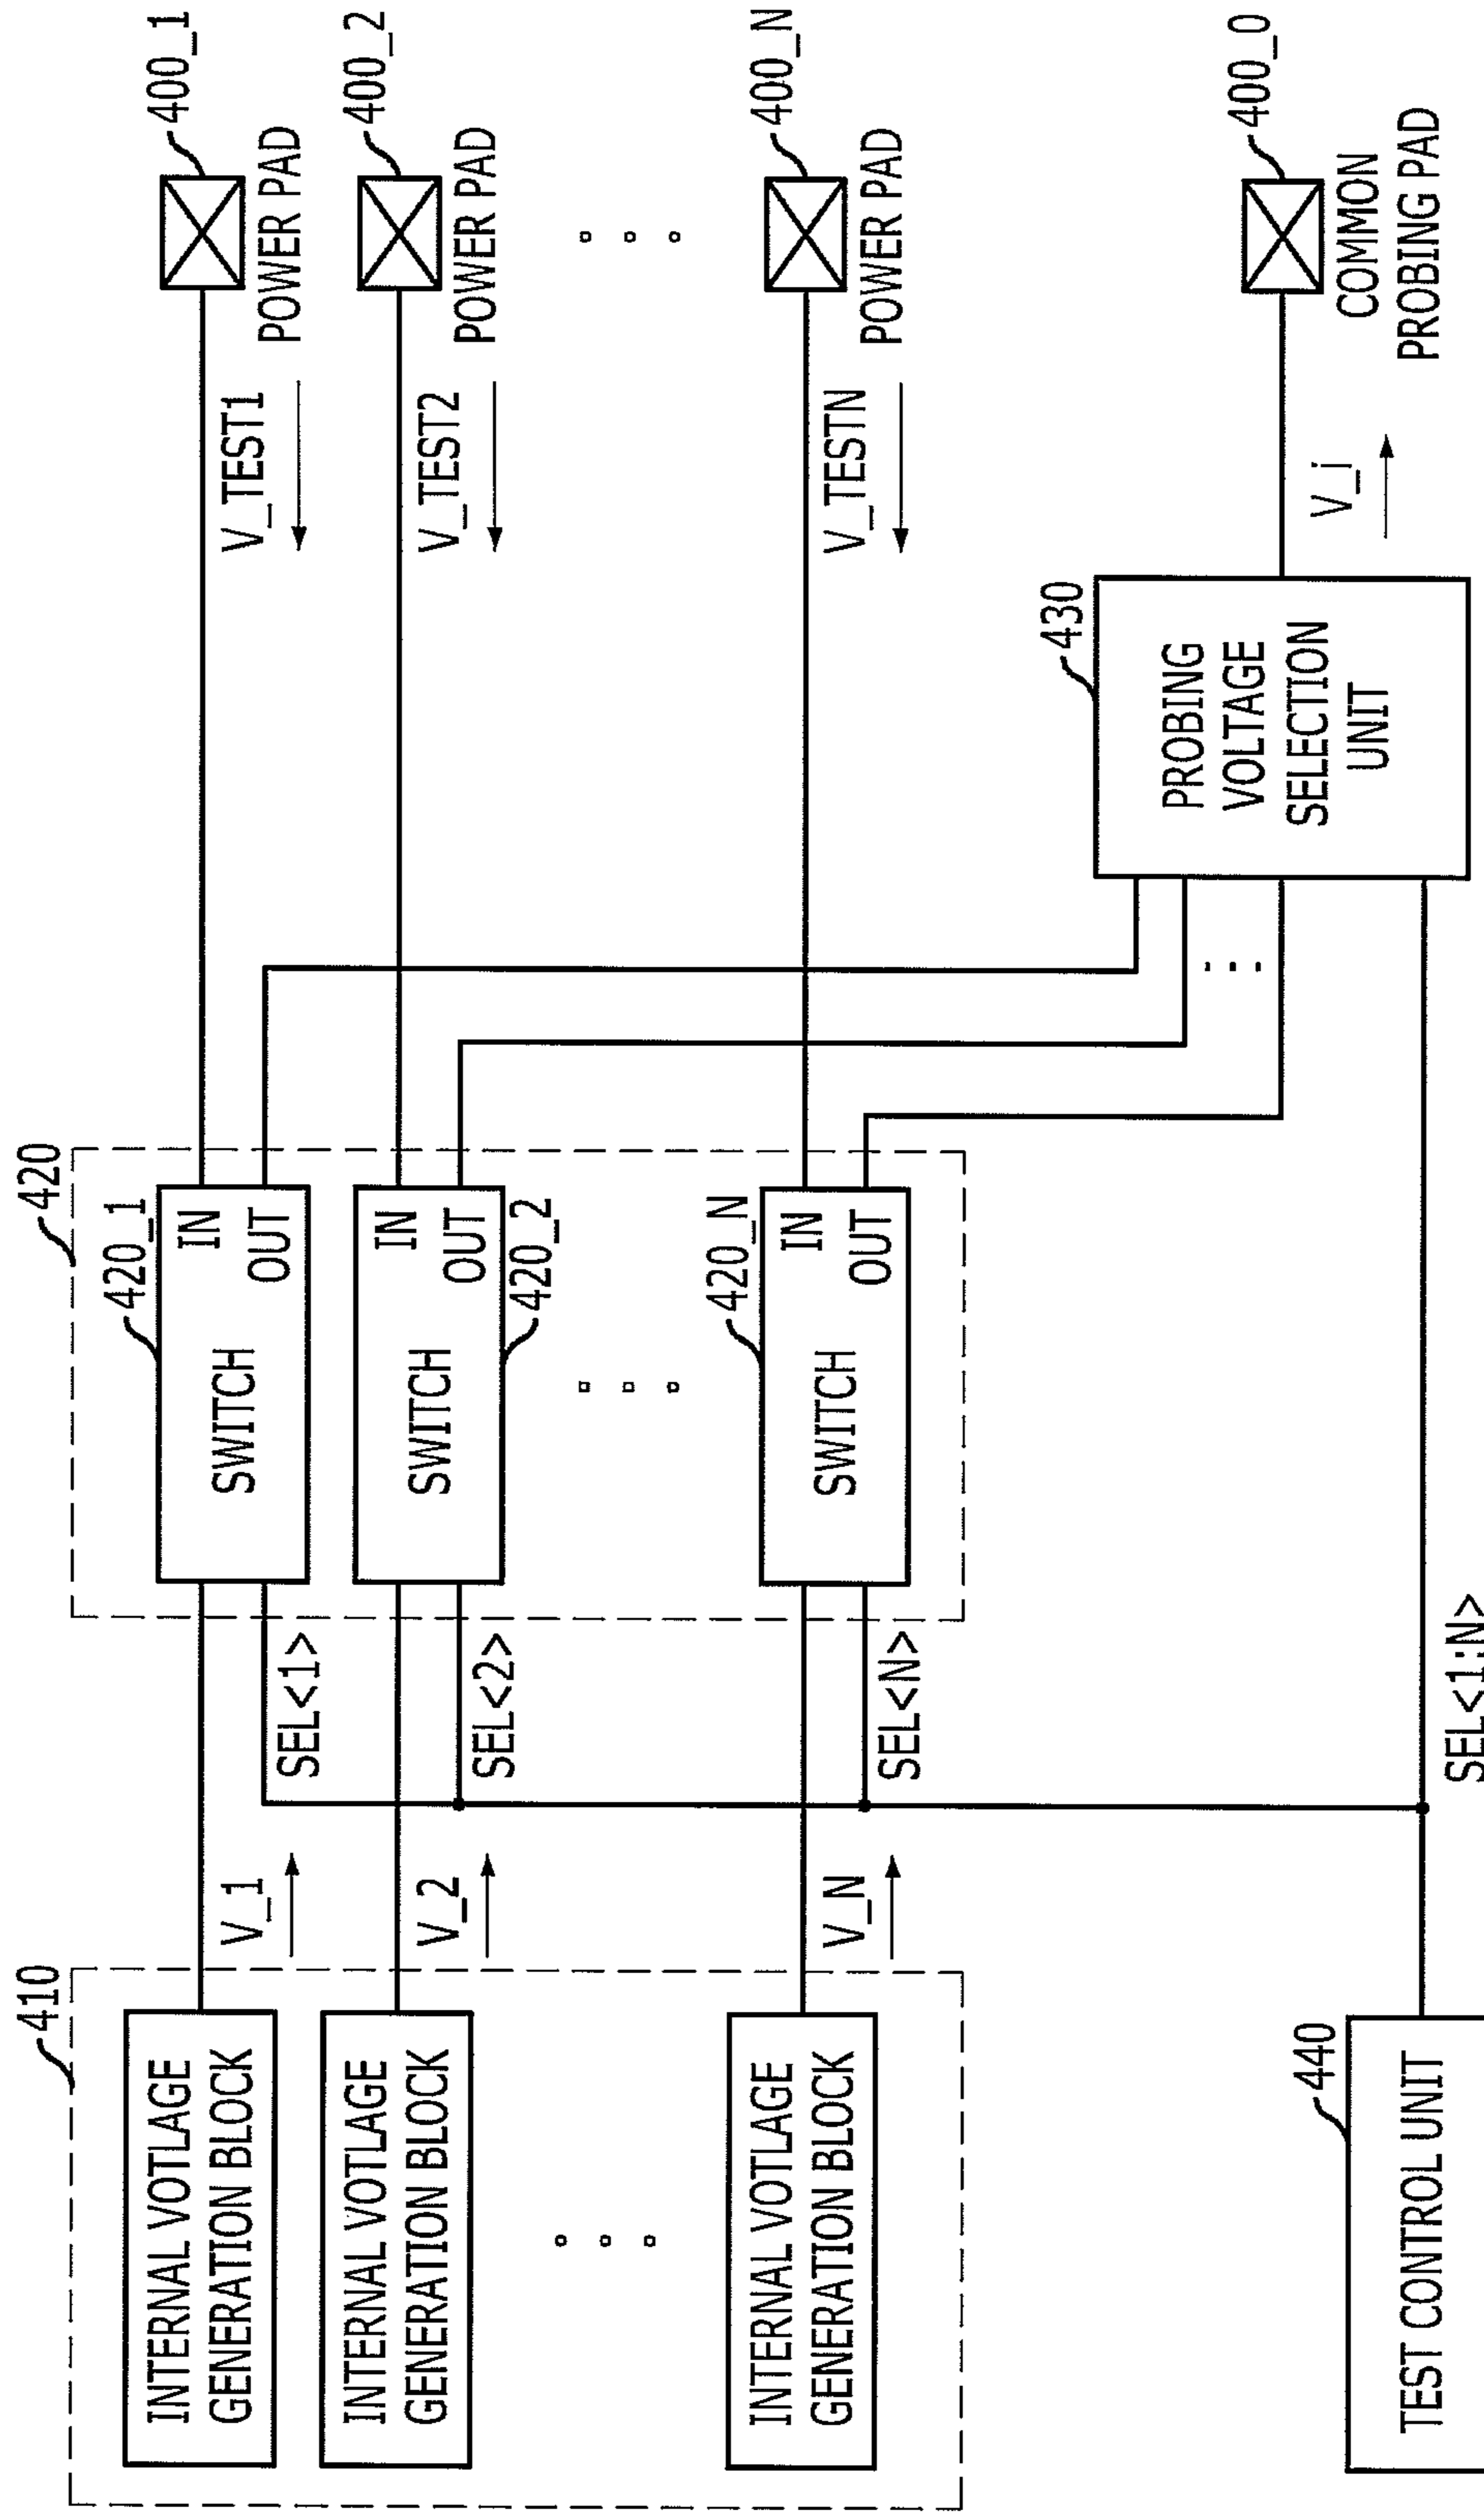 410
INTERNAL VOTLAGE
GENERATION BLOCK
INTERNAL VOTLAGE
GENERATION BLOCK
INTERNAL VOTLAGE
GENERATION BLOCK
V_1
V_2
V_N
SEL<1>
SEL<2>
SEL<N>
420
420_1
SWITCH
IN
OUT
SWITCH
IN
OUT
420_2
420_N
SWITCH
IN
OUT
V_TEST1
V_TEST2
V_TESTN
400_1
POWER PAD
400_2
POWER PAD
400_N
POWER PAD
430
PROBING
VOLTAGE
SELECTION
UNIT
V_j
400_0
COMMON
PROBING PAD
440
TEST CONTROL UNIT
SEL<1:N>